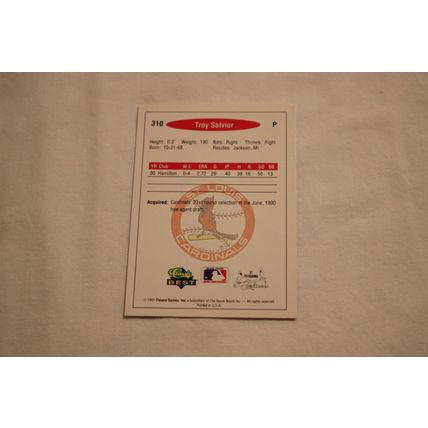 310 Troy Salvior P
Height: 6'3" Weight: 190 Bats: Right Throws: Right
Born: 10-21-68 Resides: Jackson, MI
YR Club W-L ERA G IP H R SO BB
90 Hamilton 0-4 2.72 29 40 38 16 50 13
Acquired: Cardinals' 22nd round selection in the June, 1990
free agent draft.
ST. LOUIS
CARDINALS
Classic
BEST
© 1991 Classic Games, Inc. a subsidiary of The Score Board Inc. All rights reserved.
Printed in U.S.A.